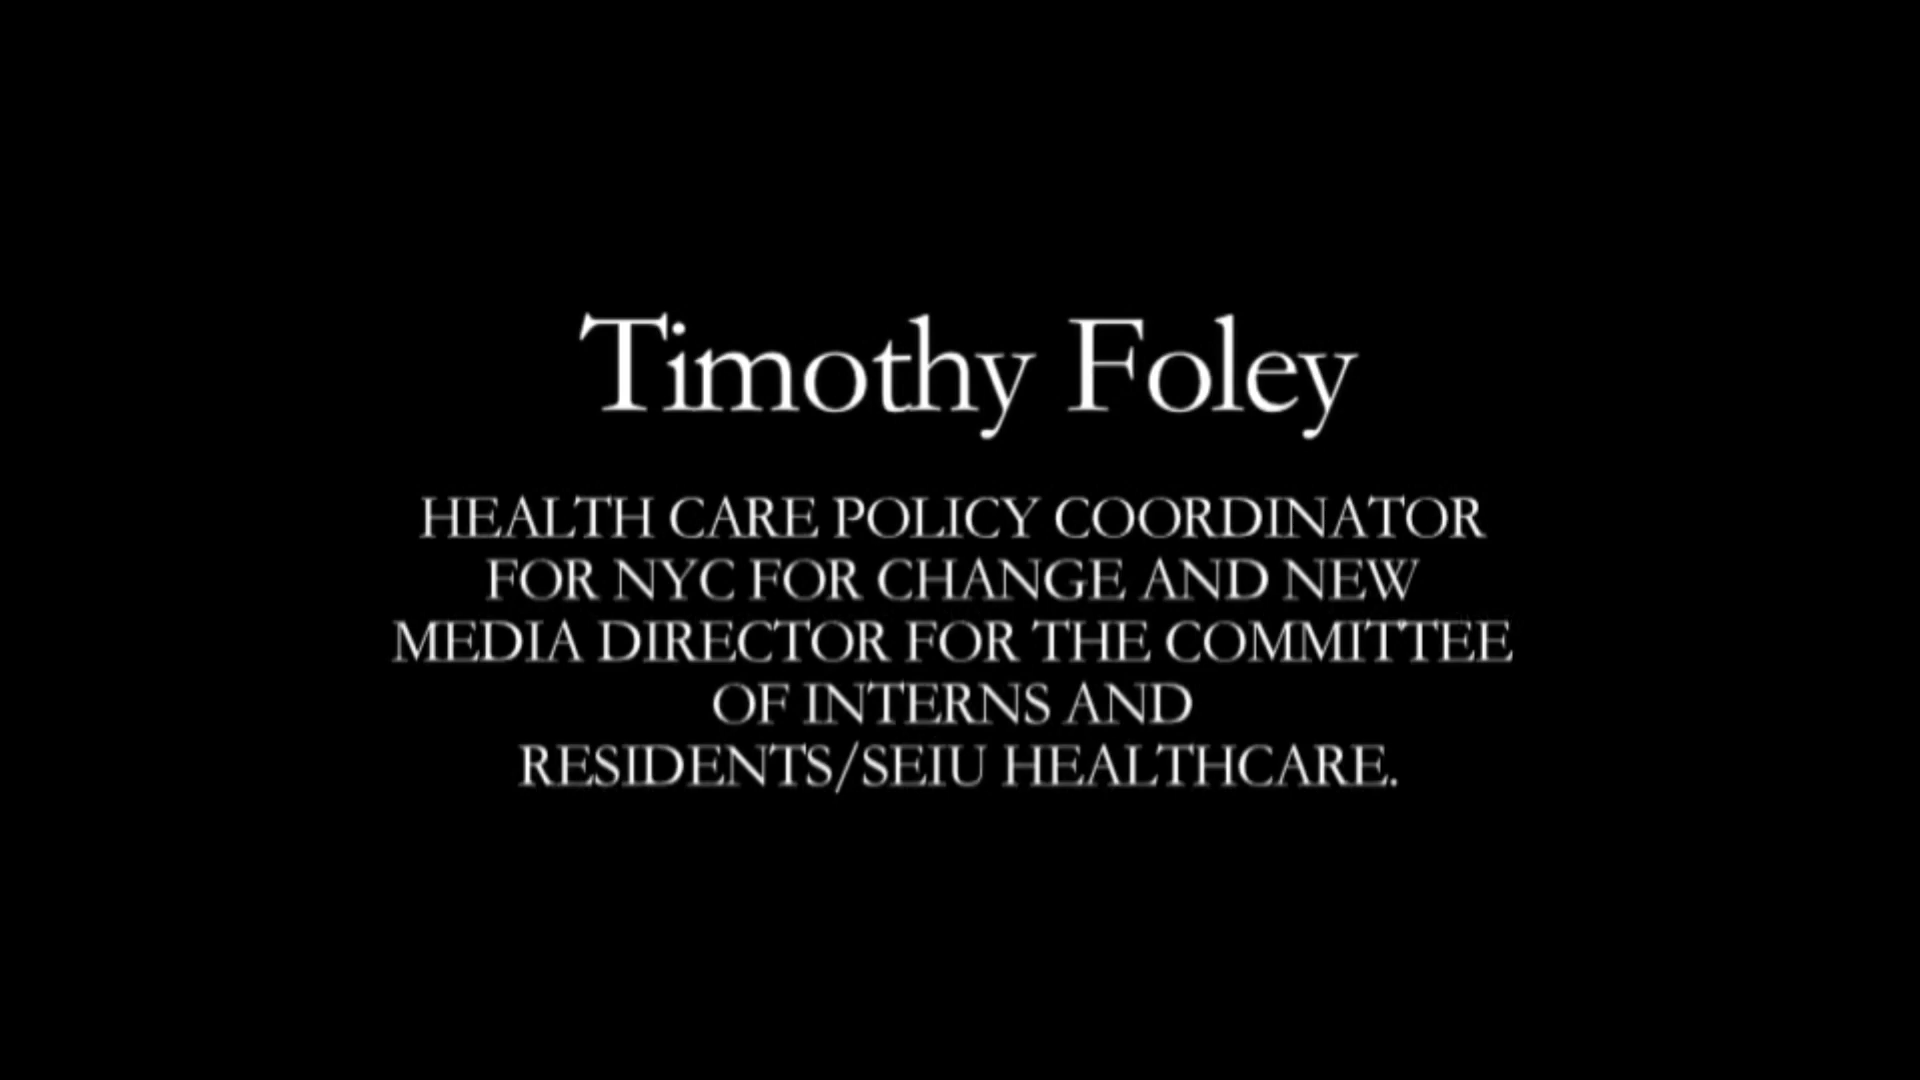 Timothy Foley
HEALTH CARE POLICY COORDINATOR
FOR NYC FOR CHANGE AND NEW
MEDIA DIRECTOR FOR THE COMMITTEE
OF INTERNS AND
RESIDENTS/SEIU HEALTHCARE.